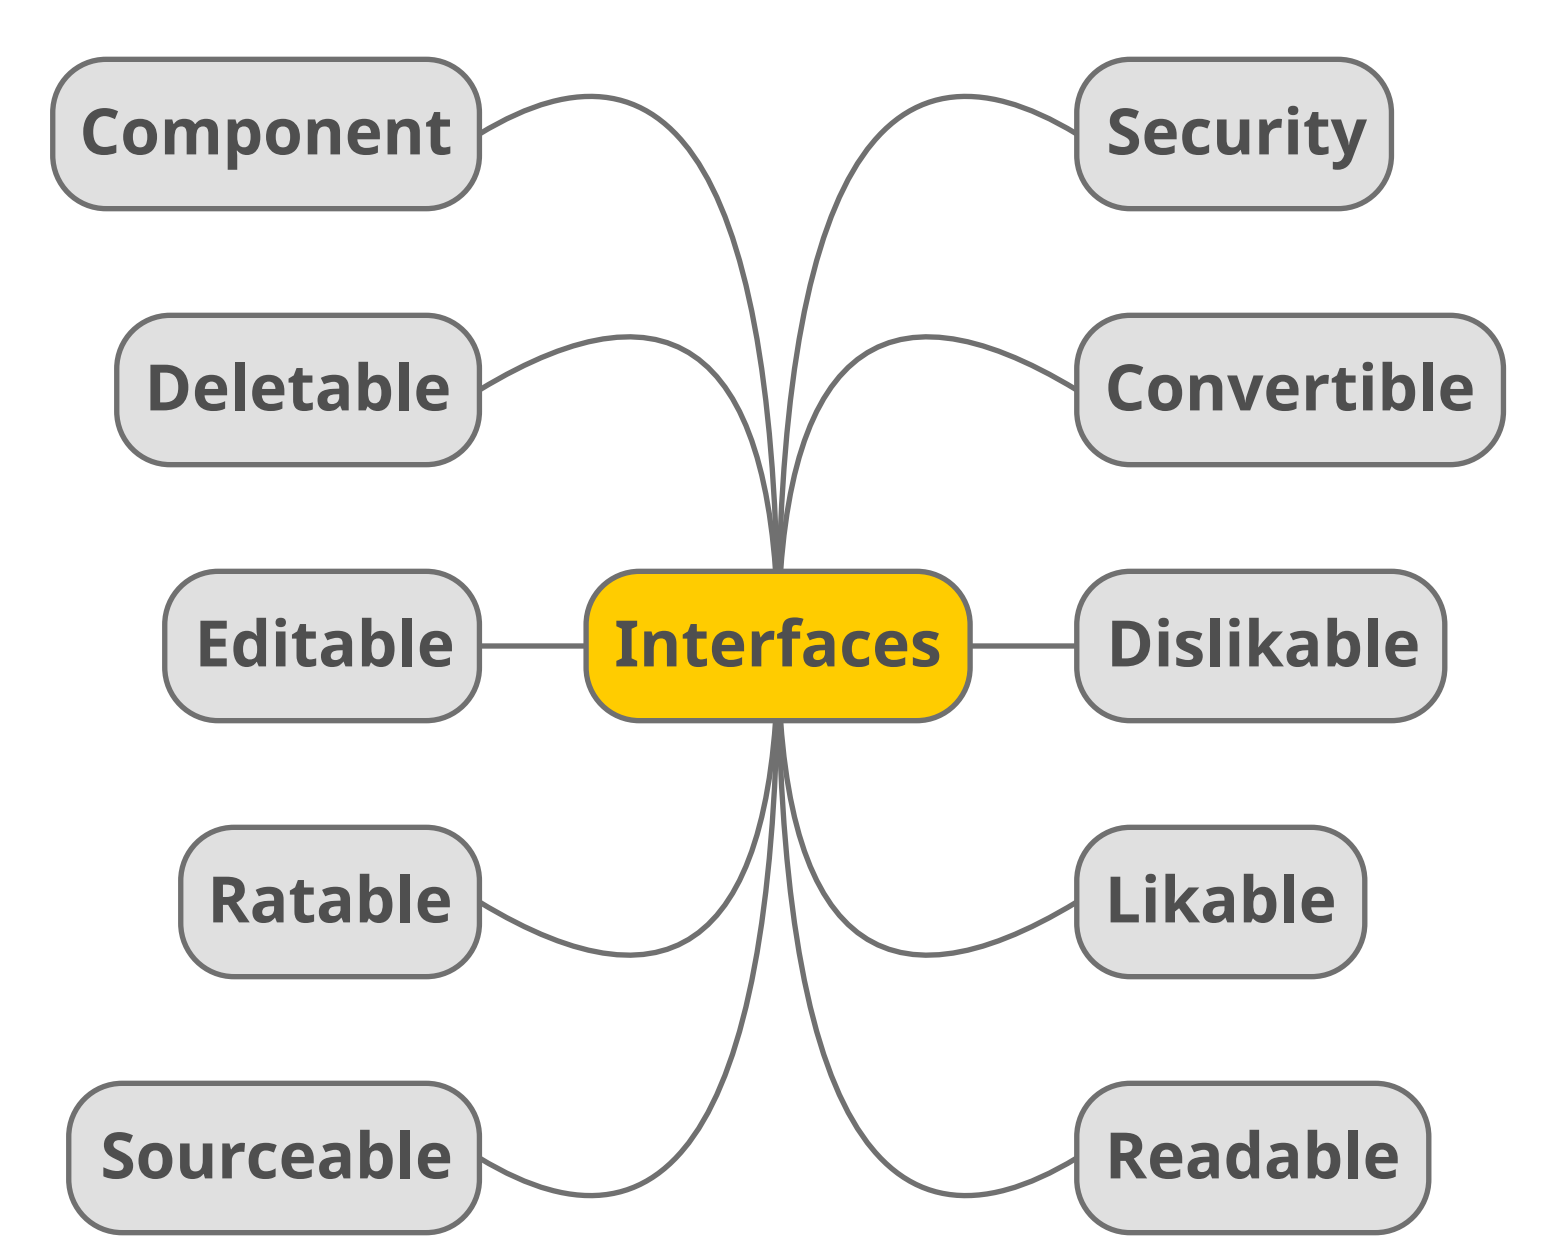 Component
Security
Deletable
Convertible
Editable
Interfaces
Dislikable
Ratable
Likable
Sourceable
Readable